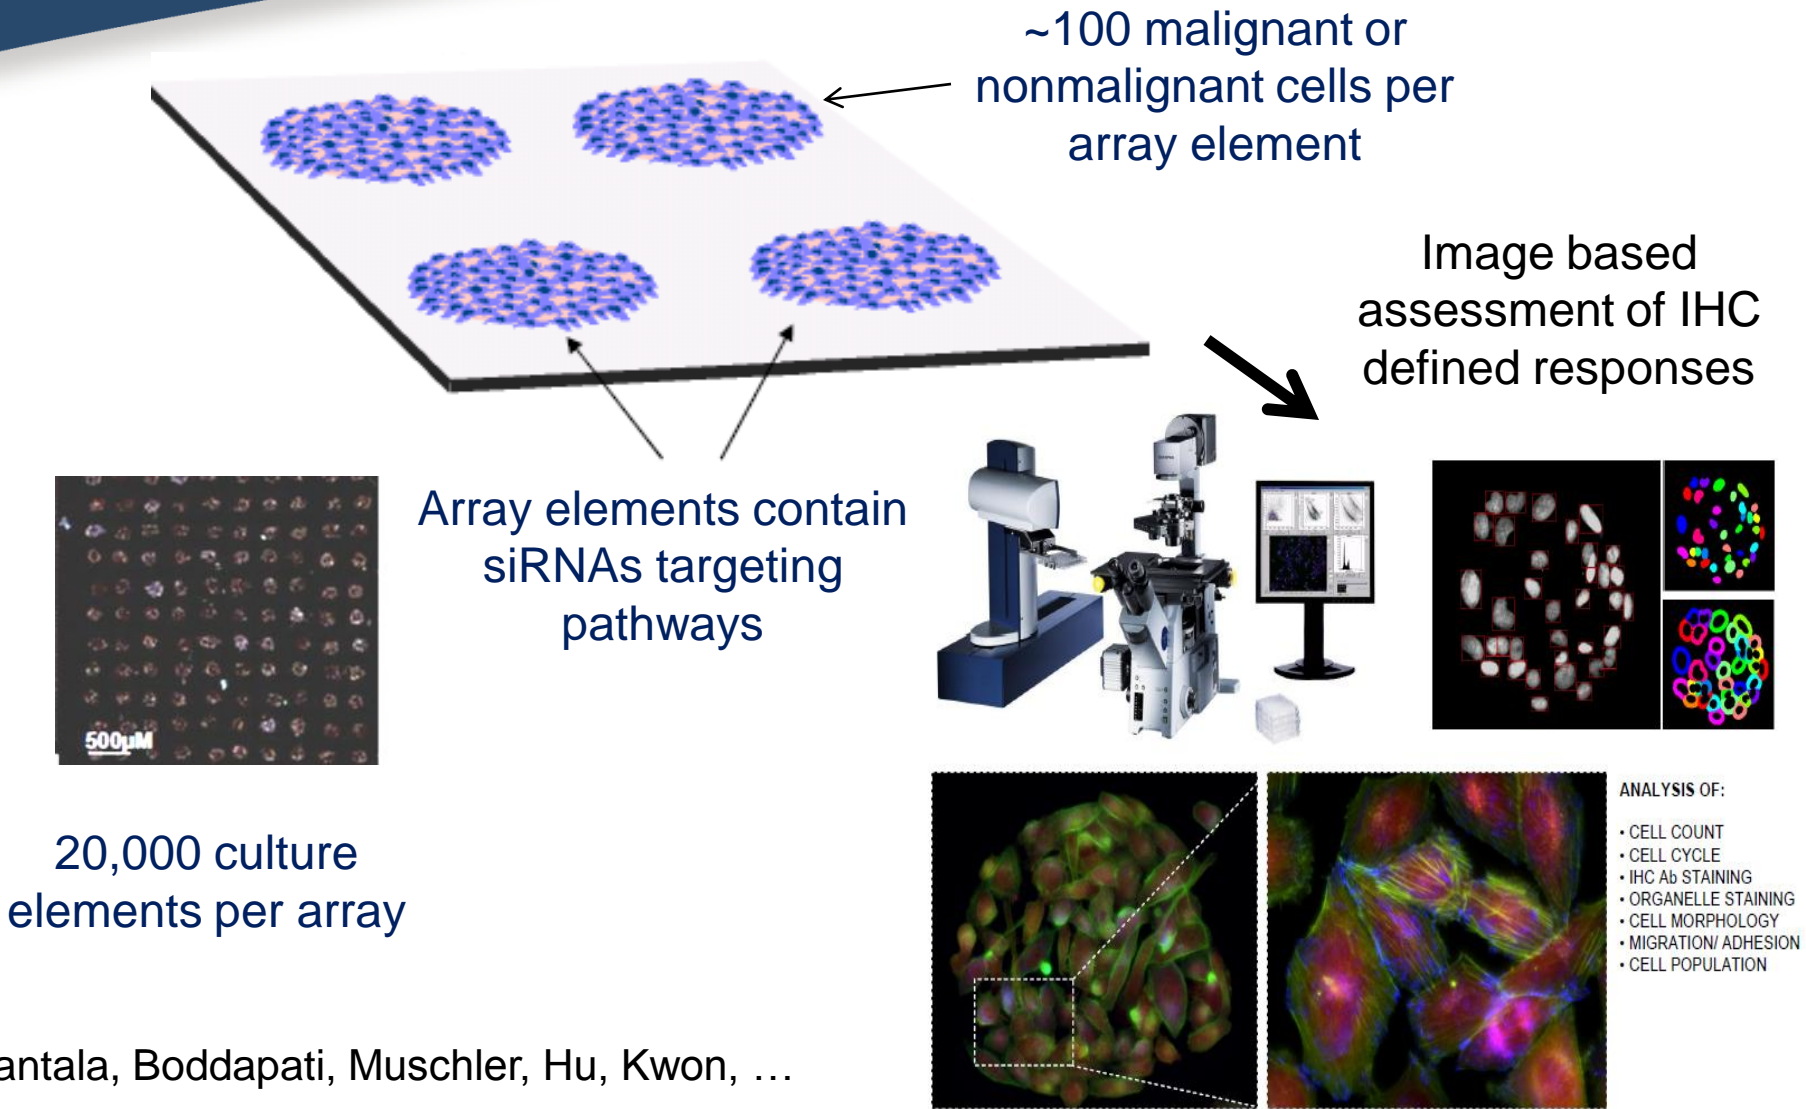 ~100 malignant or
nonmalignant cells per
array element
Image based
assessment of IHC
defined responses
Array elements contain
siRNAs targeting
pathways
500µM
20,000 culture
elements per array
ANALYSIS OF:
• CELL COUNT
• CELL CYCLE
• IHC Ab STAINING
• ORGANELLE STAINING
• CELL MORPHOLOGY
• MIGRATION/ ADHESION
• CELL POPULATION
antala, Boddapati, Muschler, Hu, Kwon, …